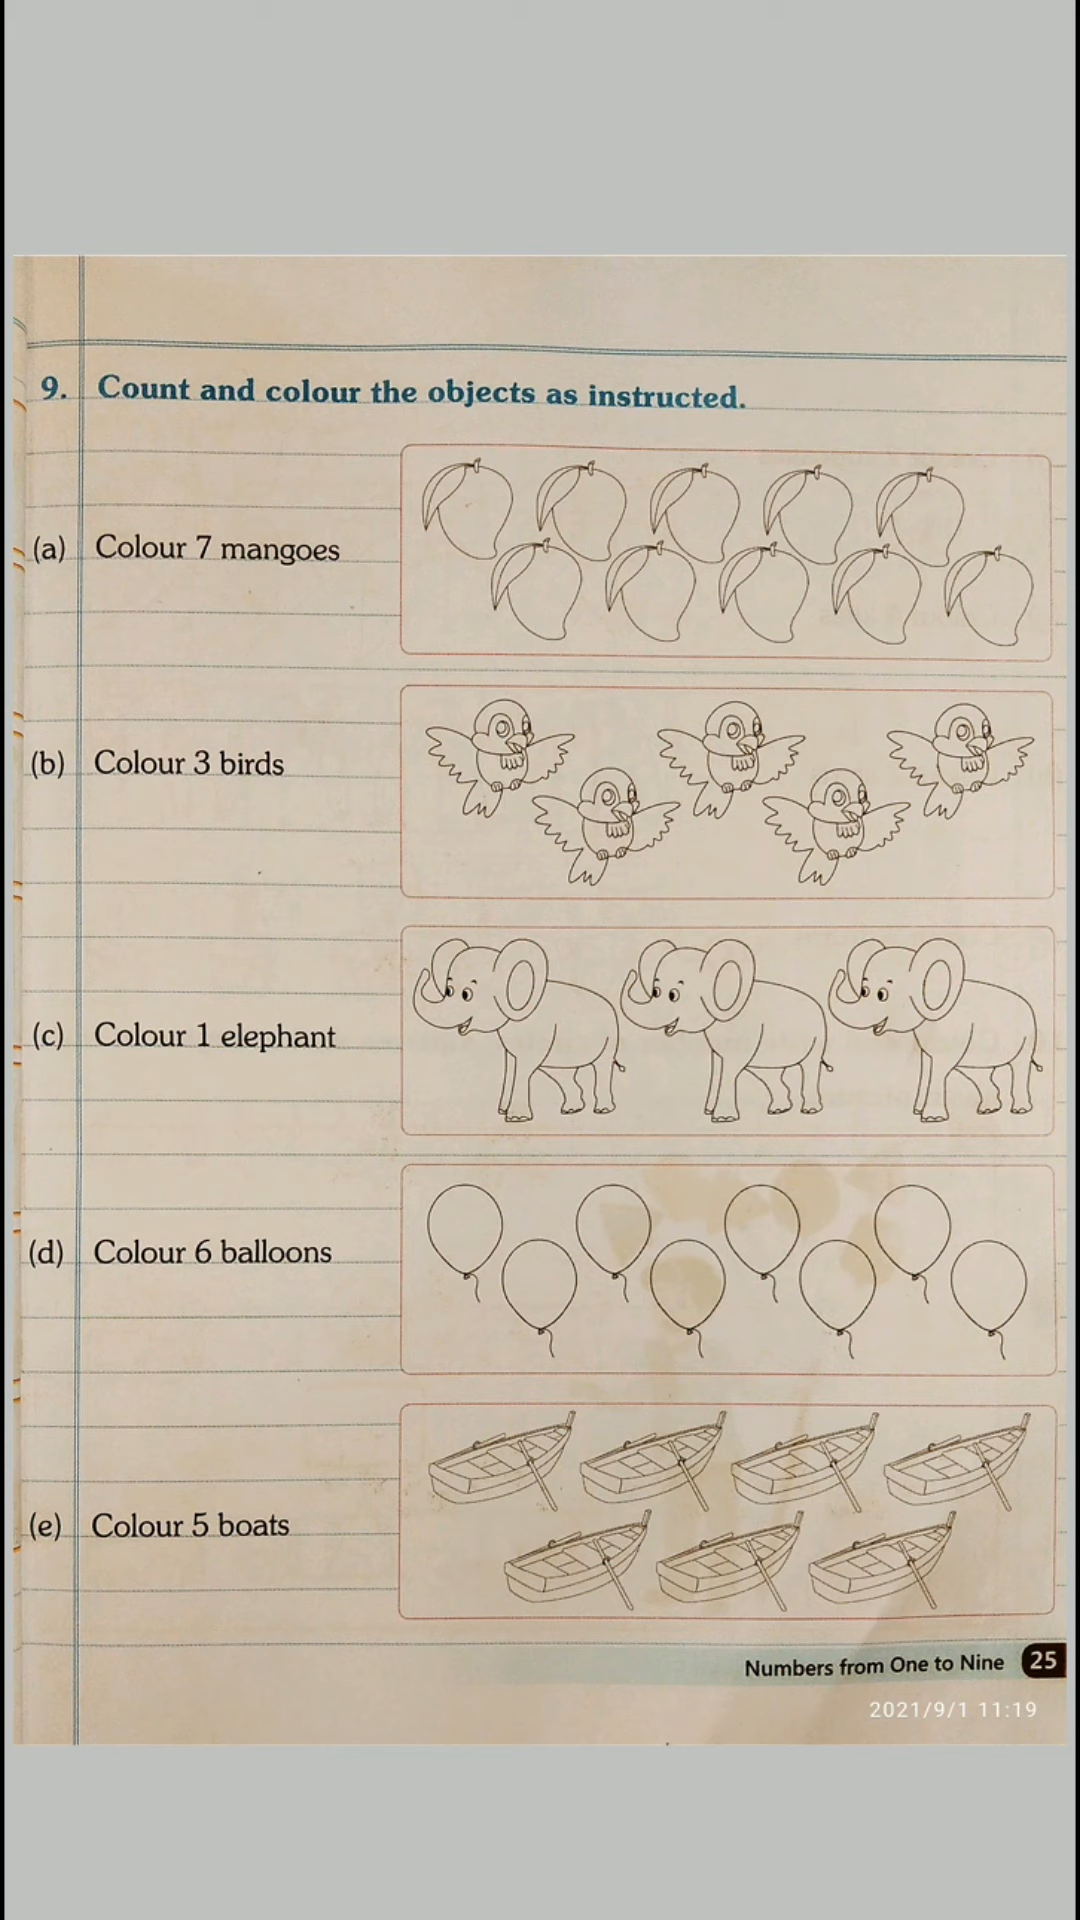 9. Count and colour the objects as instructed.
(a) Colour 7 mangoes
(b) Colour 3 birds
(c) Colour 1 elephant
(d) Colour 6 balloons
(e) Colour 5 boats
Numbers from One to Nine 25
2021/9/1 11:19